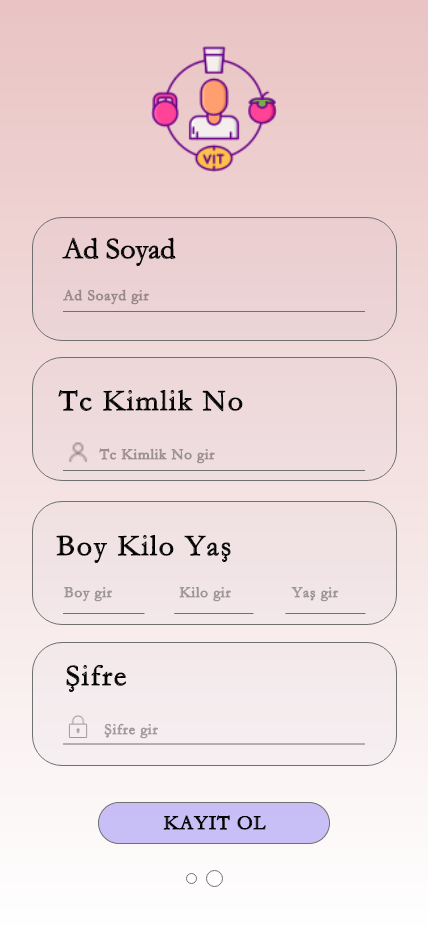 VIT
Ad Soyad
Ad Soayd gir
Tc Kimlik No
Tc Kimlik No gir
Boy Kilo Yaş
Boy gir Kilo gir Yaş gir
Şifre
Şifre gir
KAYIT OL